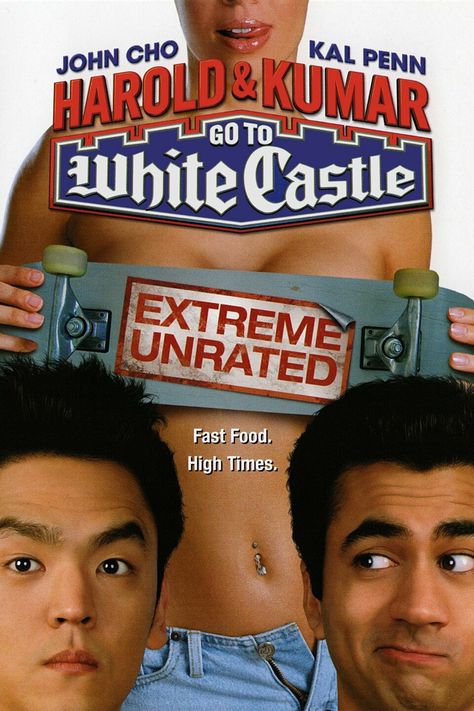 JOHN CHO KAL PENN
HAROLD & KUMAR
GO TO
White Castle
EXTREME
UNRATED
Fast Food.
High Times.